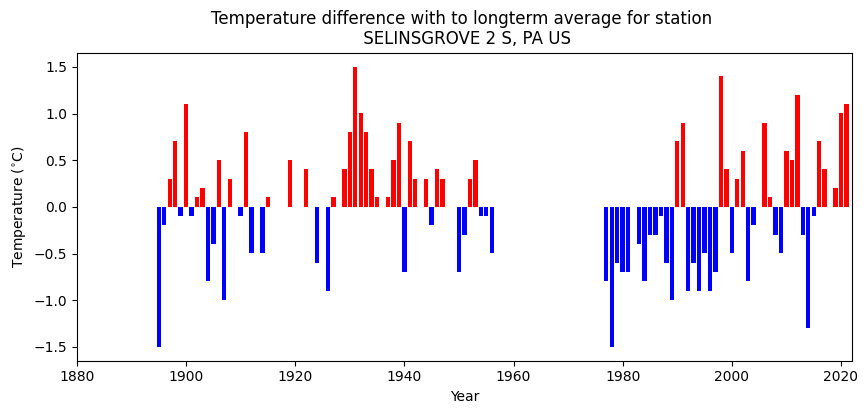 Temperature difference with to longterm average for station
SELINSGROVE 2 S, PA US
1.5
1.0
0.5
0.0
−0.5
−1.0
−1.5
Temperature (°C)
1880 1900 1920 1940 1960 1980 2000 2020
Year